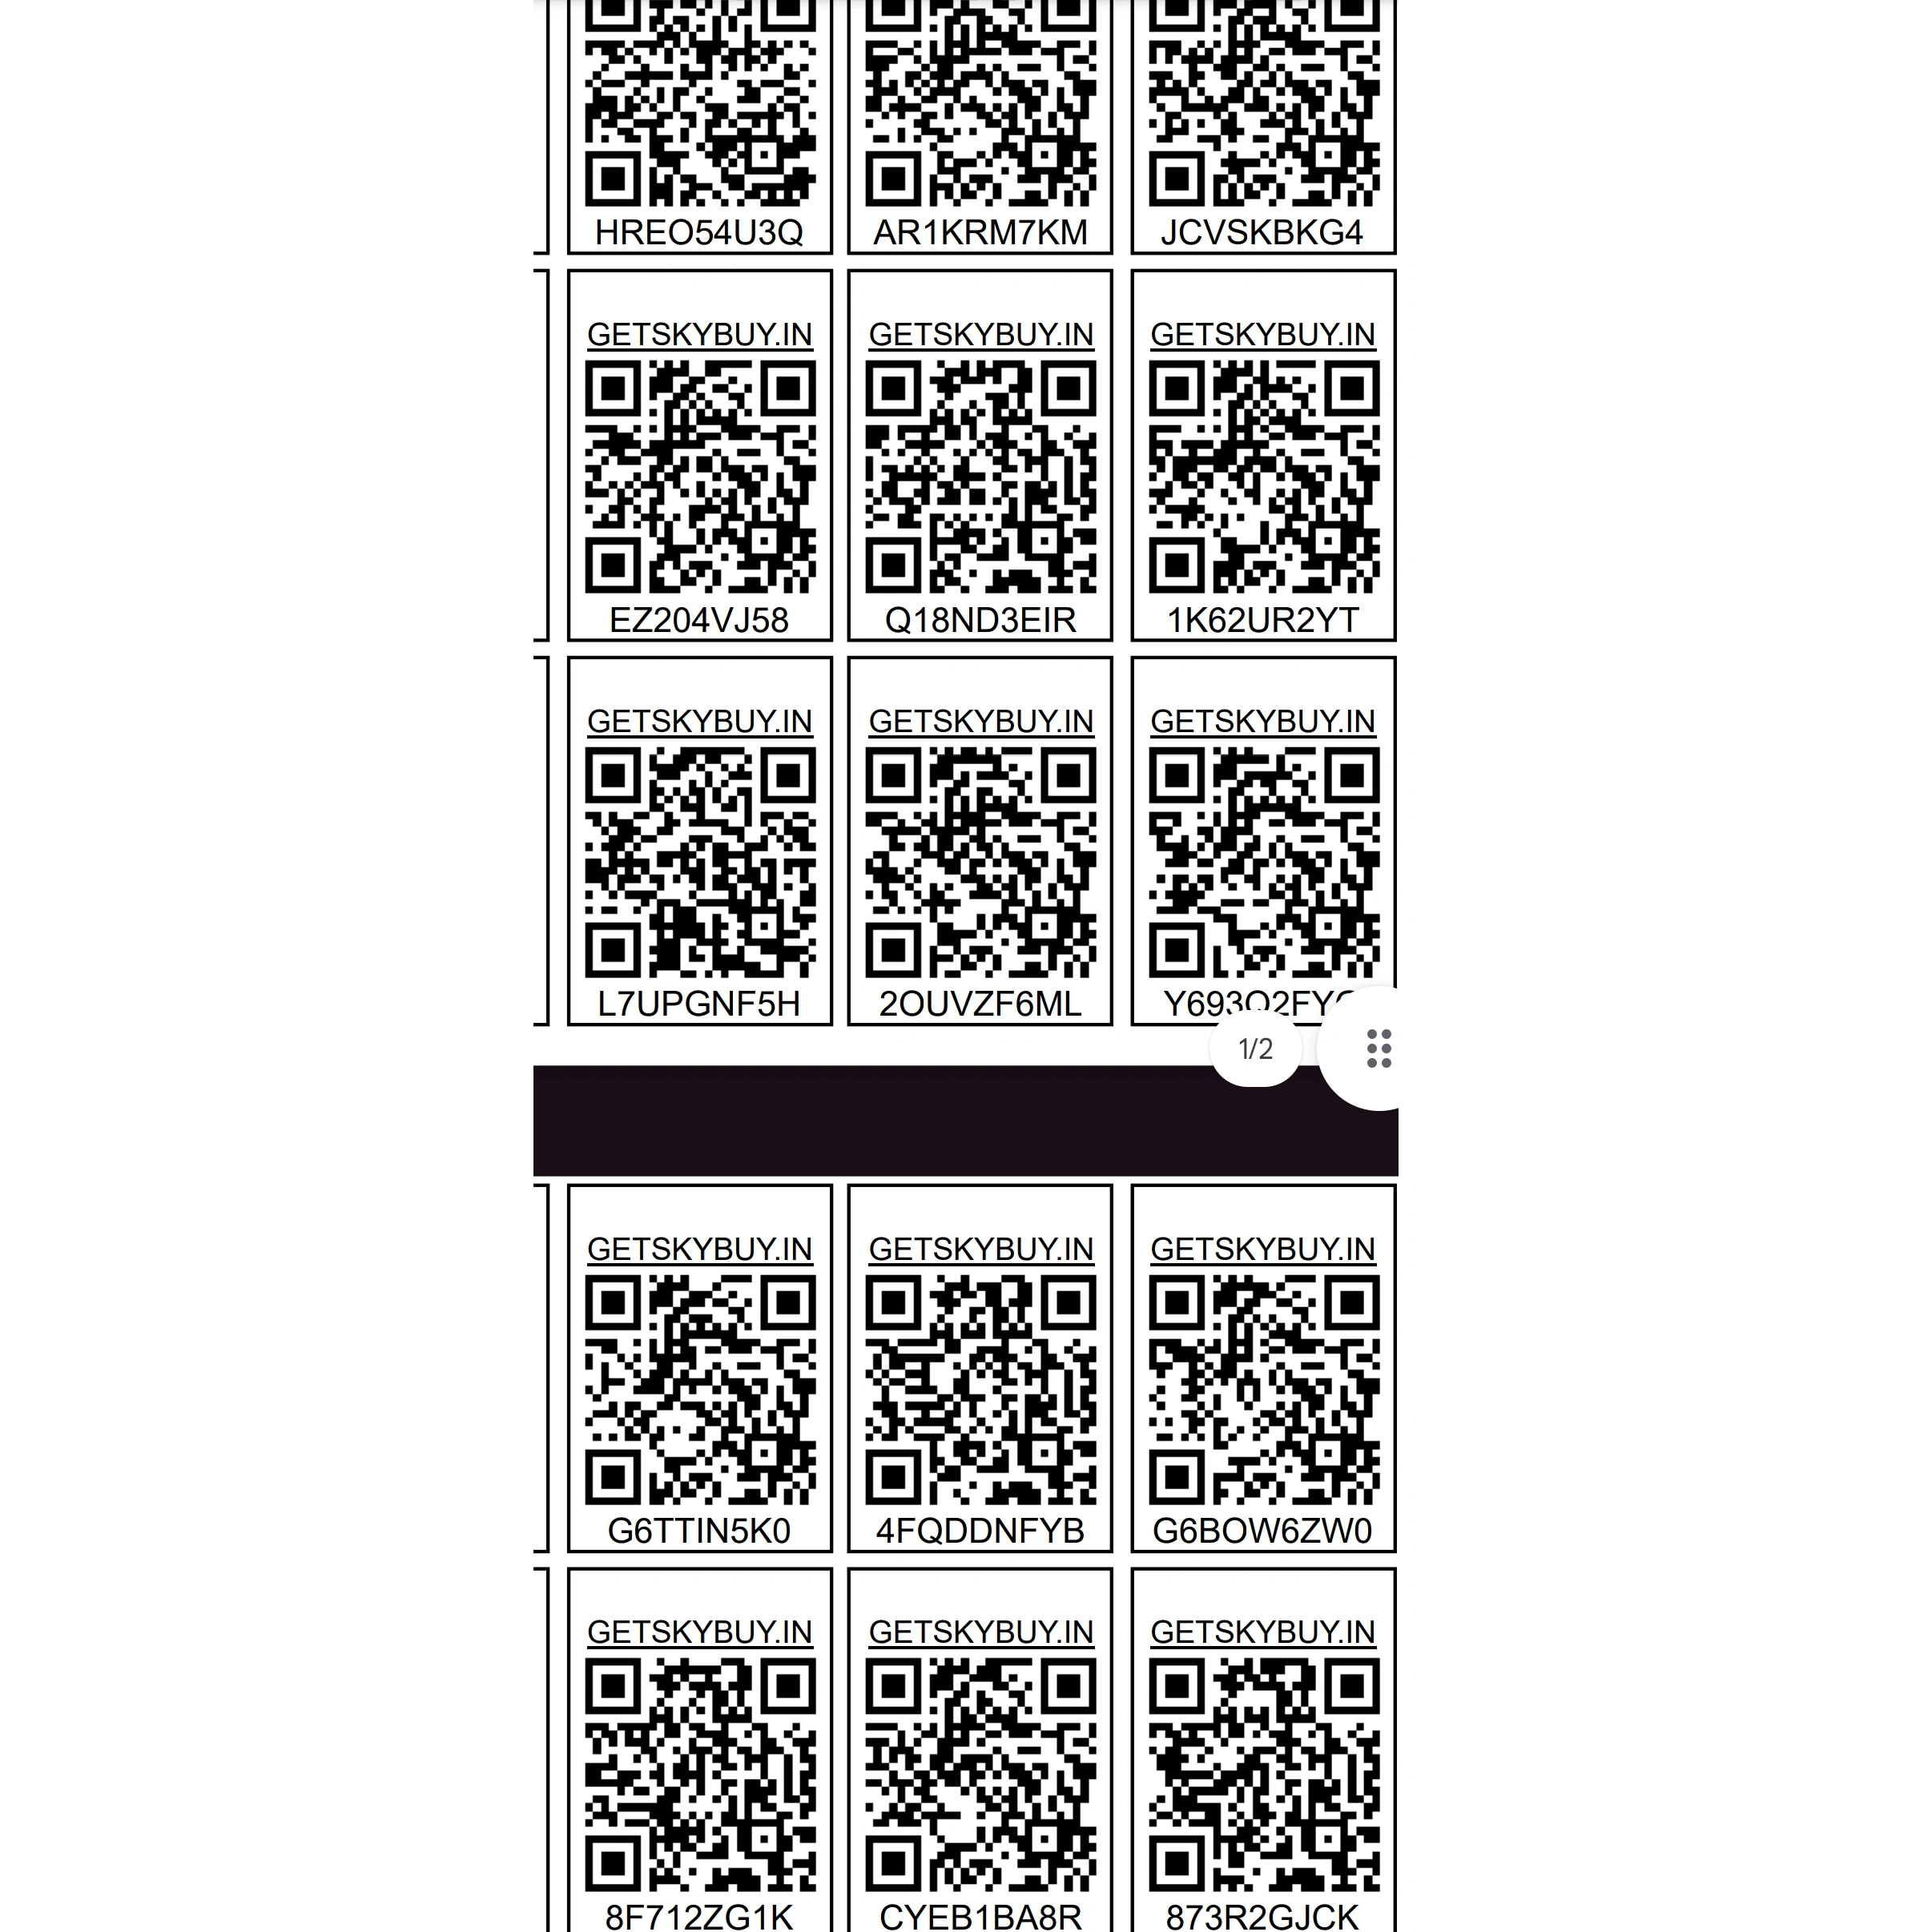 HREO54U3Q AR1KRM7KM JCVSKBKG4
GETSKYBUY.IN GETSKYBUY.IN GETSKYBUY.IN
EZ204VJ58 Q18ND3EIR 1K62UR2YT
GETSKYBUY.IN GETSKYBUY.IN GETSKYBUY.IN
L7UPGNF5H 2OUVZF6ML
1/2
GETSKYBUY.IN GETSKYBUY.IN GETSKYBUY.IN
G6TTIN5K0 4FQDDNFYB G6BOW6ZW0
GETSKYBUY.IN GETSKYBUY.IN GETSKYBUY.IN
8F712ZG1K CYEB1BA8R 873R2GJCK